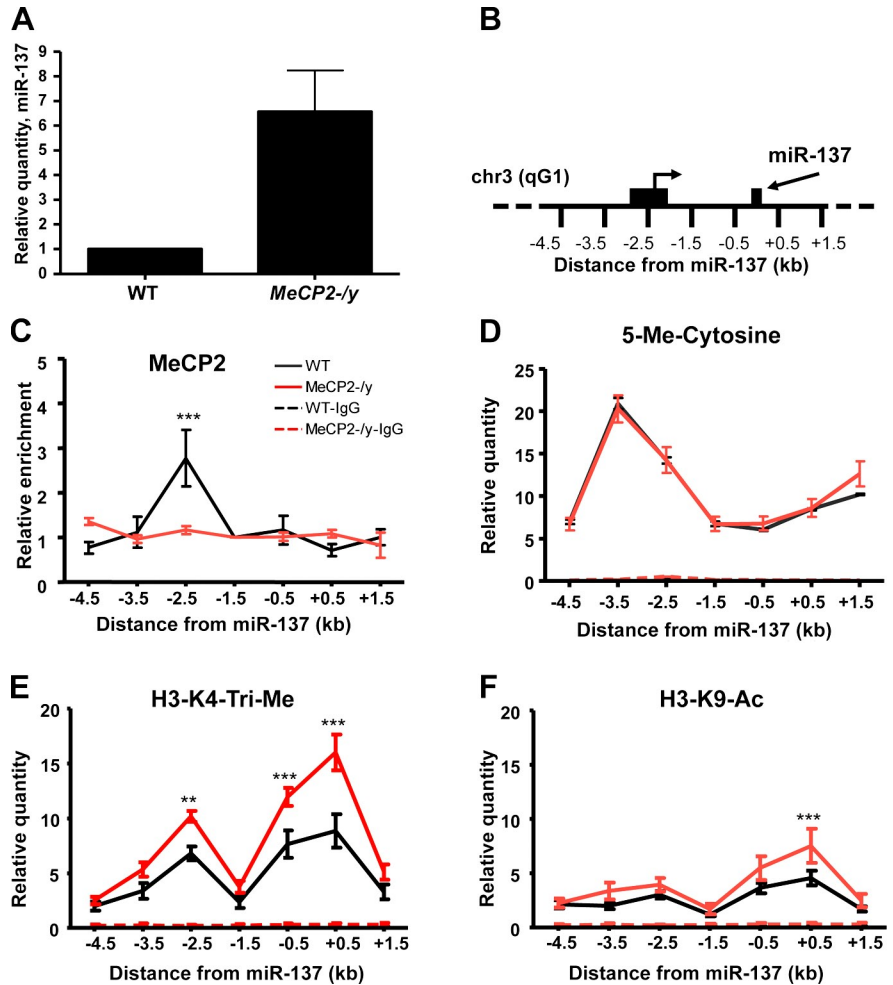 A
Relative quantity, miR-137
9
8
7
6
5
4
3
2
1
0
WT
MeCP2-/y
B
chr3 (qG1)
miR-137
-4.5 -3.5 -2.5 -1.5 -0.5 +0.5 +1.5
Distance from miR-137 (kb)
C
MeCP2
Relative enrichment
5
4
3
2
1
0
***
WT
MeCP2-/y
WT-IgG
MeCP2-/y-IgG
-4.5 -3.5 -2.5 -1.5 -0.5 +0.5 +1.5
Distance from miR-137 (kb)
D
5-Me-Cytosine
Relative quantity
25
20
15
10
5
0
-4.5 -3.5 -2.5 -1.5 -0.5 +0.5 +1.5
Distance from miR-137 (kb)
E
H3-K4-Tri-Me
Relative quantity
20
15
10
5
0
**
***
***
-4.5 -3.5 -2.5 -1.5 -0.5 +0.5 +1.5
Distance from miR-137 (kb)
F
H3-K9-Ac
Relative quantity
20
15
10
5
0
***
-4.5 -3.5 -2.5 -1.5 -0.5 +0.5 +1.5
Distance from miR-137 (kb)